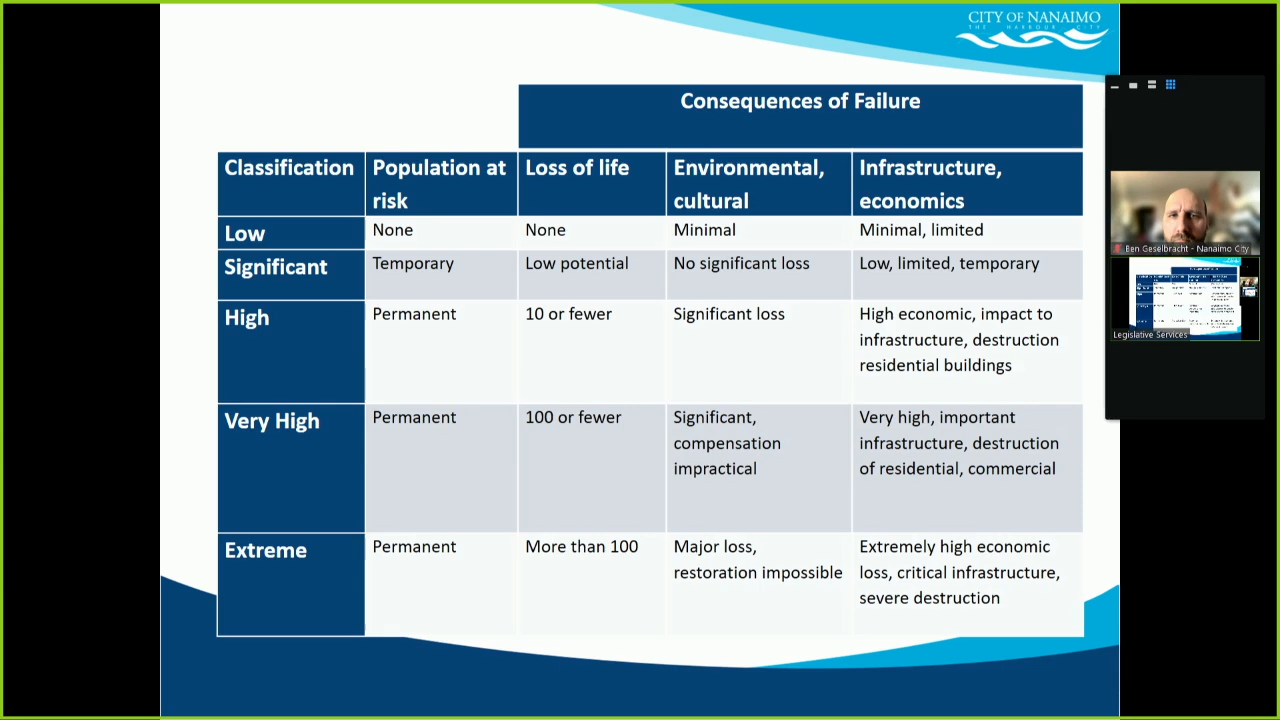 CITY OF NANAIMO
THE HARBOUR CITY
Consequences of Failure
Classification
Population at
risk
Loss of life
Environmental,
cultural
Infrastructure,
economics
Low
None
None
Minimal
Minimal, limited
Significant
Temporary
Low potential
No significant loss
Low, limited, temporary
High
Permanent
10 or fewer
Significant loss
High economic, impact to
infrastructure, destruction
residential buildings
Very High
Permanent
100 or fewer
Significant,
compensation
impractical
Very high, important
infrastructure, destruction
of residential, commercial
Extreme
Permanent
More than 100
Major loss,
restoration impossible
Extremely high economic
loss, critical infrastructure,
severe destruction
Ben Geselbracht - Nanaimo City
Legislative Services